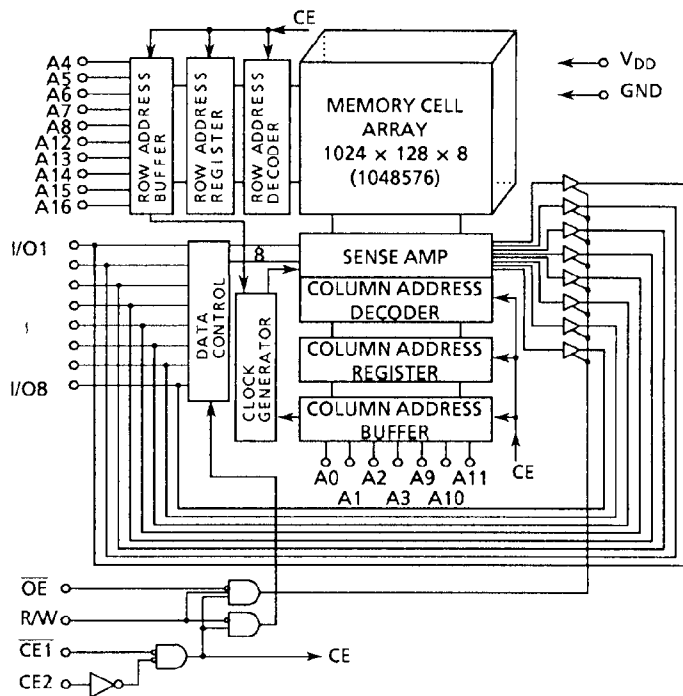 CE
A4
A5
A6
A7
A8
A12
A13
A14
A15
A16
ROW ADDRESS
BUFFER
ROW ADDRESS
REGISTER
ROW ADDRESS
DECODER
MEMORY CELL
ARRAY
1024 × 128 × 8
(1048576)
VDD
GND
I/O1
I/O8
DATA
CONTROL
8
CLOCK
GENERATOR
SENSE AMP
COLUMN ADDRESS
DECODER
COLUMN ADDRESS
REGISTER
COLUMN ADDRESS
BUFFER
CE
A0
A2
A9
A11
A1
A3
A10
OE
R/W
CE1
CE
CE2